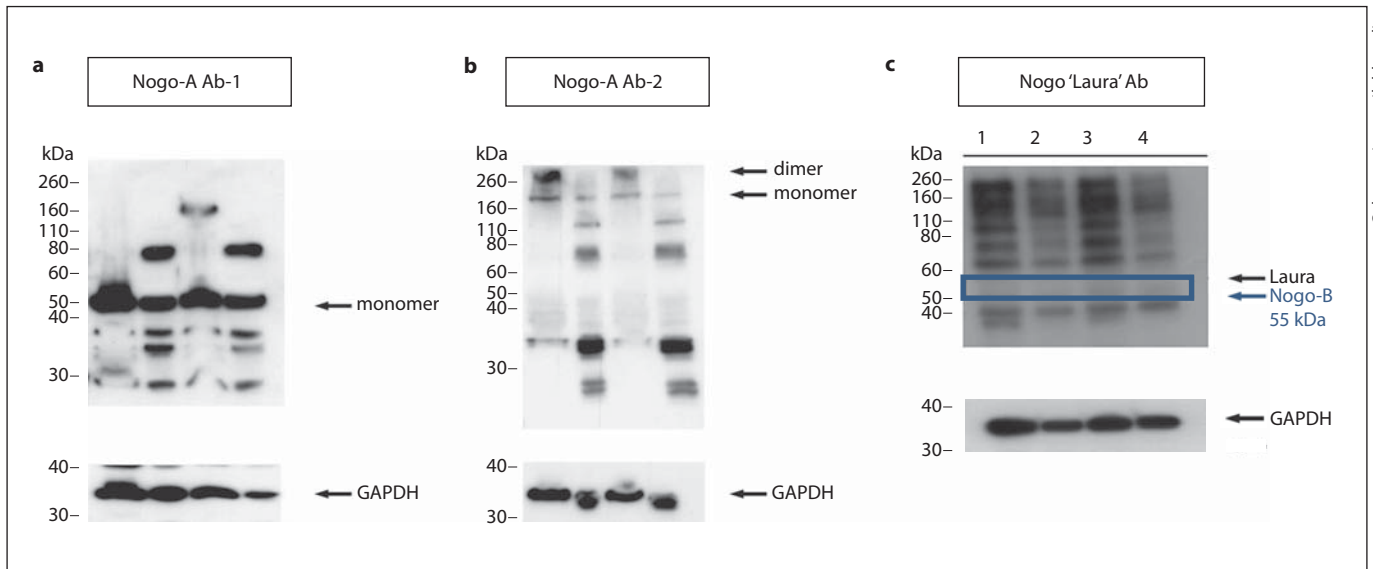 a
Nogo-A Ab-1
kDa
260–
160–
110–
80–
60–
50–
40–
30–
monomer
40–
30–
GAPDH
b
Nogo-A Ab-2
kDa
260–
160–
110–
80–
60–
50–
40–
30–
dimer
monomer
40–
30–
GAPDH
c
Nogo 'Laura' Ab
1 2 3 4
kDa
260–
160–
110–
80–
60–
50–
40–
Laura
Nogo-B
55 kDa
40–
30–
GAPDH